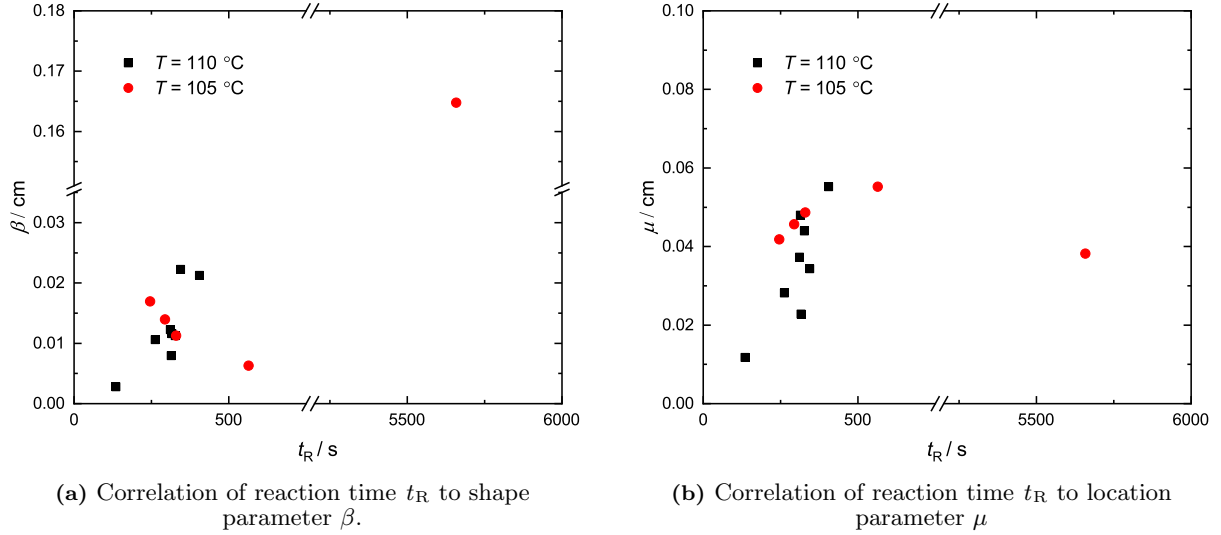 0.18
0.17
0.16
0.03
0.02
0.01
0.00
β / cm
T = 110 °C
T = 105 °C
0
500
5500
6000
tR / s
(a) Correlation of reaction time tR to shape
parameter β.
0.10
0.08
0.06
0.04
0.02
0.00
μ / cm
T = 110 °C
T = 105 °C
0
500
5500
6000
tR / s
(b) Correlation of reaction time tR to location
parameter μ